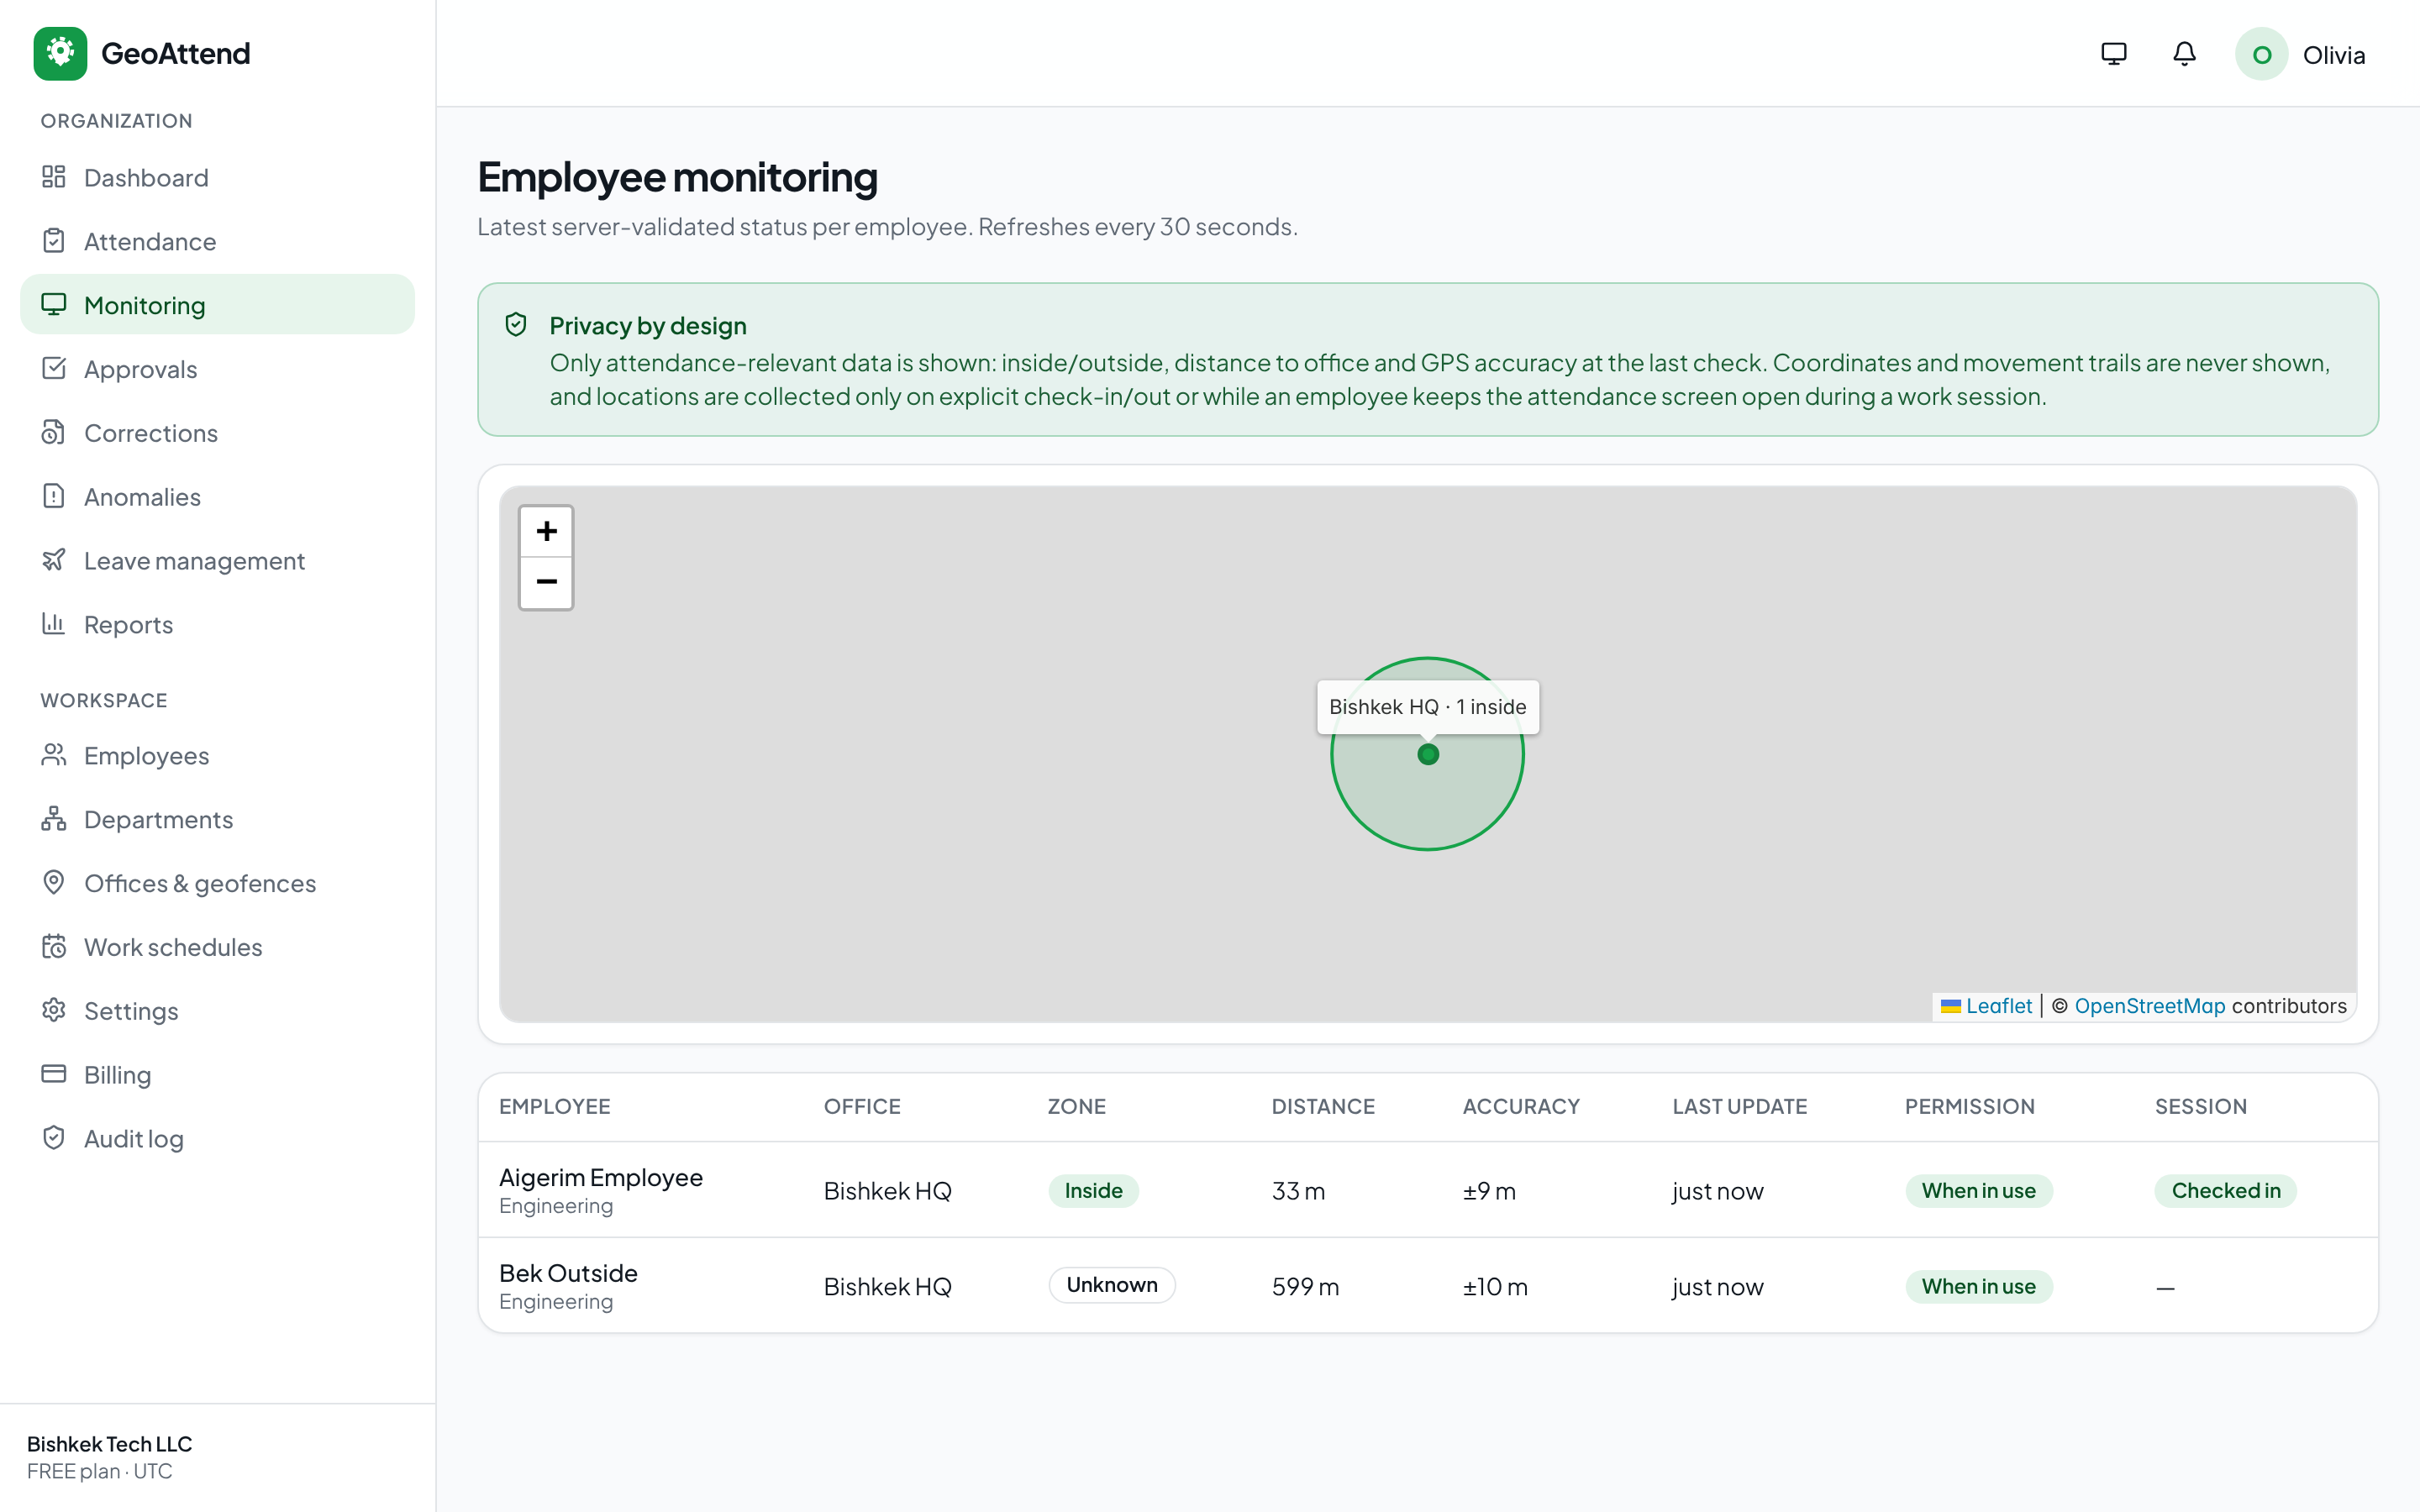 GeoAttend
Olivia
O
ORGANIZATION
Dashboard
Attendance
Monitoring
Approvals
Corrections
Anomalies
Leave management
Reports
WORKSPACE
Employees
Departments
Offices & geofences
Work schedules
Settings
Billing
Audit log
Bishkek Tech LLC
FREE plan · UTC
Employee monitoring
Latest server-validated status per employee. Refreshes every 30 seconds.
Privacy by design
Only attendance-relevant data is shown: inside/outside, distance to office and GPS accuracy at the last check. Coordinates and movement trails are never shown,
and locations are collected only on explicit check-in/out or while an employee keeps the attendance screen open during a work session.
+
−
Bishkek HQ · 1 inside
Leaflet | © OpenStreetMap contributors
EMPLOYEE OFFICE ZONE DISTANCE ACCURACY LAST UPDATE PERMISSION SESSION
Aigerim Employee
Engineering
Bishkek HQ Inside 33 m ±9 m just now When in use Checked in
Bek Outside
Engineering
Bishkek HQ Unknown 599 m ±10 m just now When in use —